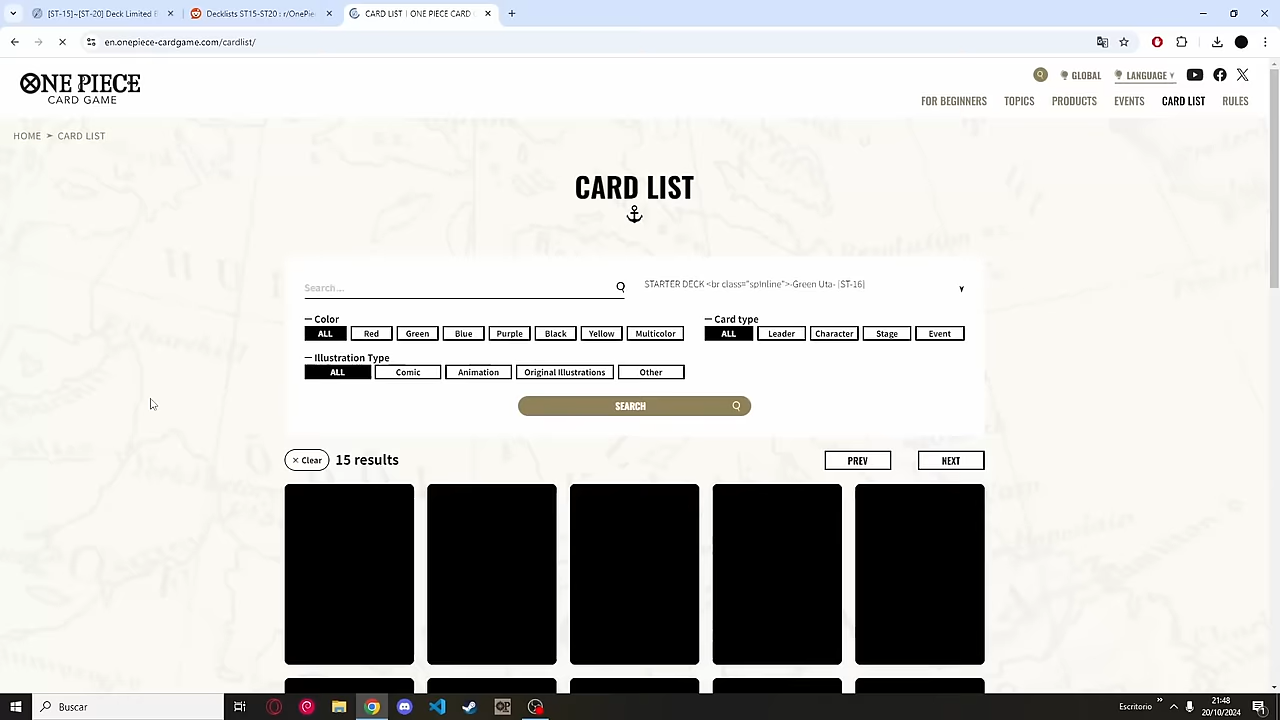 [ST-15]~[ST-20] Deck Limited E
Decklists ST15-ST20 : r/OnePie
CARD LIST | ONE PIECE CARD
en.onepiece-cardgame.com/cardlist/
ONE PIECE
CARD GAME
GLOBAL
LANGUAGE
FOR BEGINNERS TOPICS PRODUCTS EVENTS CARD LIST RULES
HOME ➤ CARD LIST
CARD LIST
Search...
STARTER DECK <br class="spInline">-Green Uta- [ST-16]
Color
ALL Red Green Blue Purple Black Yellow Multicolor
Card type
ALL Leader Character Stage Event
Illustration Type
ALL Comic Animation Original Illustrations Other
SEARCH
× Clear
15 results
PREV NEXT
Buscar
Escritorio
21:48
20/10/2024